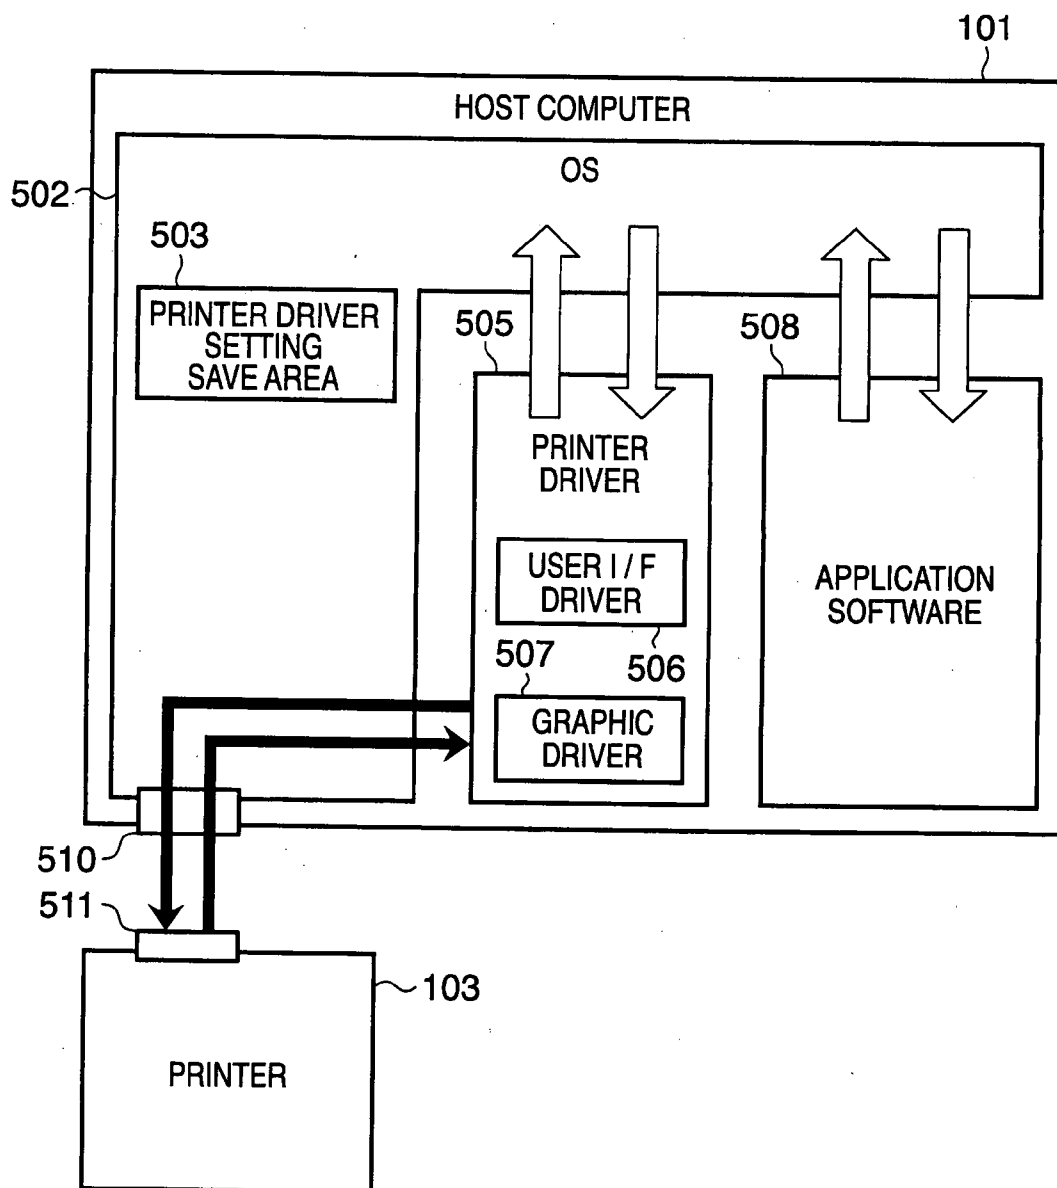 101
HOST COMPUTER
OS
502
503
PRINTER DRIVER
SETTING
SAVE AREA
505
508
PRINTER
DRIVER
USER I / F
DRIVER
506
APPLICATION
SOFTWARE
507
GRAPHIC
DRIVER
510
511
103
PRINTER